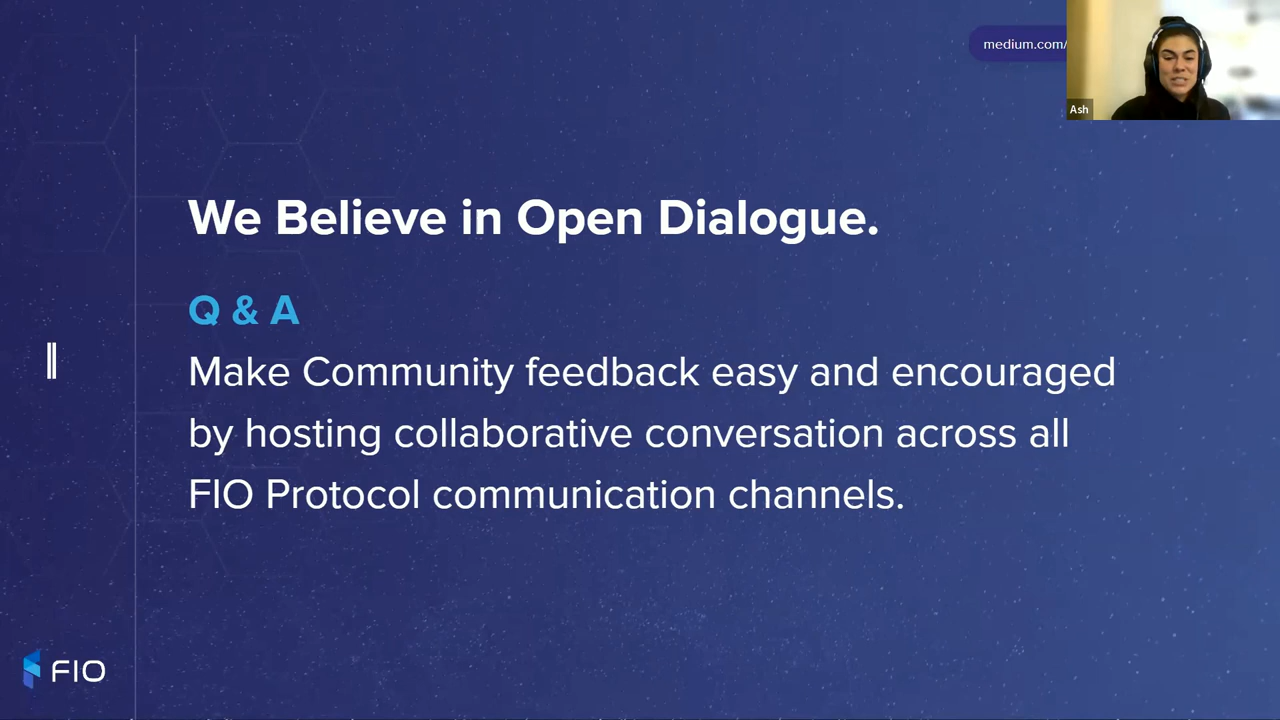 medium.com/
Ash
We Believe in Open Dialogue.
Q & A
Make Community feedback easy and encouraged
by hosting collaborative conversation across all
FIO Protocol communication channels.
FIO